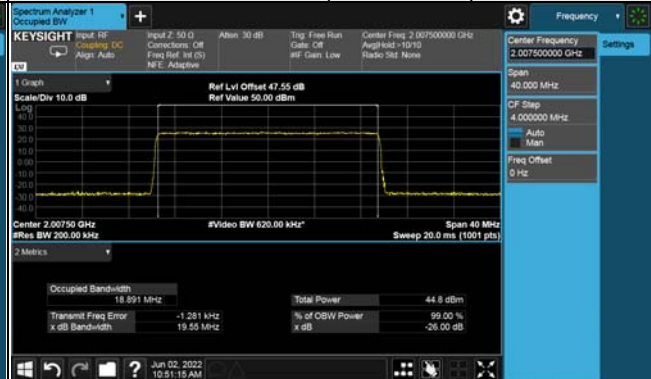 Spectrum Analyzer 1
Occupied BW
+
Frequency
KEYSIGHT Input: RF
Coupling: DC
Align: Auto
Input Z: 50 Ω
Corrections: Off
Freq Ref: Int (S)
NFE: Adaptive
Atten: 30 dB
Trig: Free Run
Gate: Off
#IF Gain: Low
Center Freq: 2.007500000 GHz
Avg|Hold:>10/10
Radio Std: None
LXI
Center Frequency
2.007500000 GHz
Settings
Span
40.000 MHz
CF Step
4.000000 MHz
Auto
Man
Freq Offset
0 Hz
1 Graph
Scale/Div 10.0 dB
Ref Lvl Offset 47.55 dB
Ref Value 50.00 dBm
Log
40.0
30.0
20.0
10.0
0.00
-10.0
-20.0
-30.0
-40.0
Center 2.00750 GHz
#Res BW 200.00 kHz
#Video BW 620.00 kHz*
Span 40 MHz
Sweep 20.0 ms (1001 pts)
2 Metrics
Occupied Bandwidth
18.891 MHz
Total Power 44.8 dBm
Transmit Freq Error -1.281 kHz
% of OBW Power 99.00 %
x dB Bandwidth 19.55 MHz
x dB -26.00 dB
?
Jun 02, 2022
10:51:15 AM